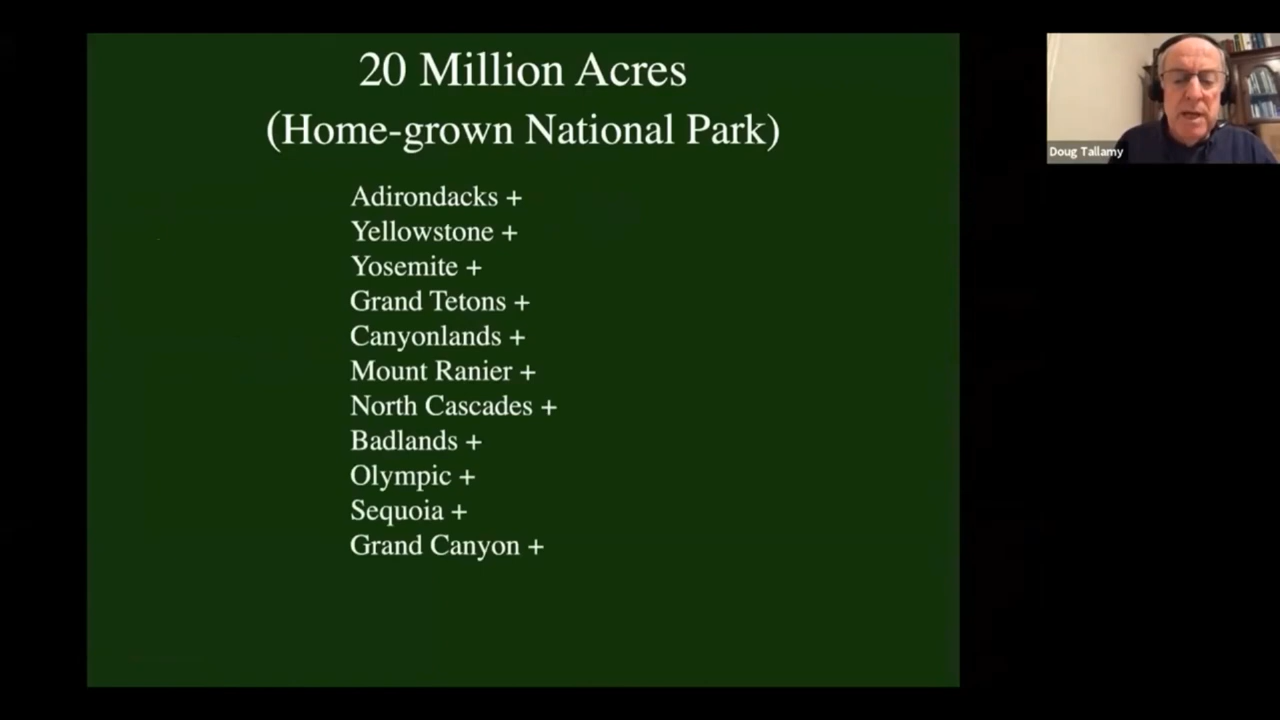 20 Million Acres
(Home-grown National Park)
Adirondacks +
Yellowstone +
Yosemite +
Grand Tetons +
Canyonlands +
Mount Ranier +
North Cascades +
Badlands +
Olympic +
Sequoia +
Grand Canyon +
Doug Tallamy